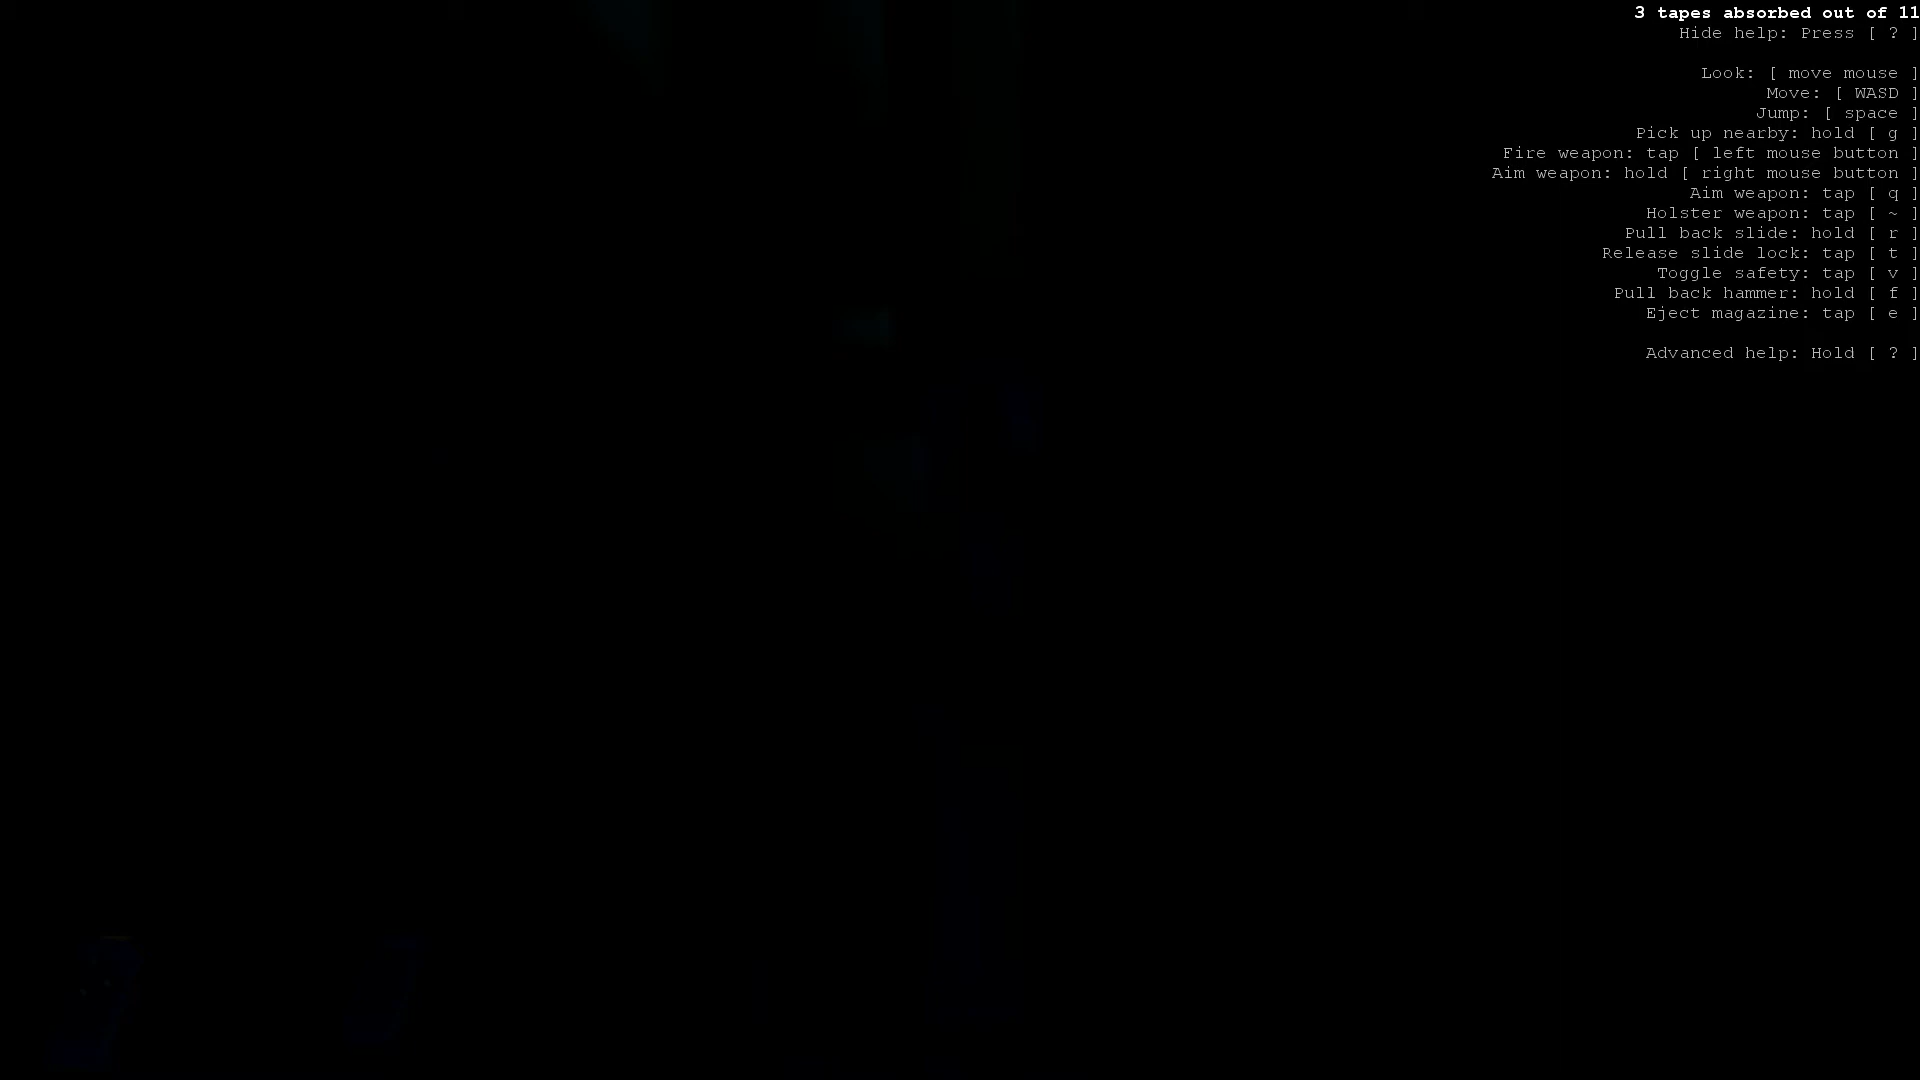 3 tapes absorbed out of 11
Hide help: Press [ ? ]
Look: [ move mouse ]
Move: [ WASD ]
Jump: [ space ]
Pick up nearby: hold [ g ]
Fire weapon: tap [ left mouse button ]
Aim weapon: hold [ right mouse button ]
Aim weapon: tap [ q ]
Holster weapon: tap [ ~ ]
Pull back slide: hold [ r ]
Release slide lock: tap [ t ]
Toggle safety: tap [ v ]
Pull back hammer: hold [ f ]
Eject magazine: tap [ e ]
Advanced help: Hold [ ? ]